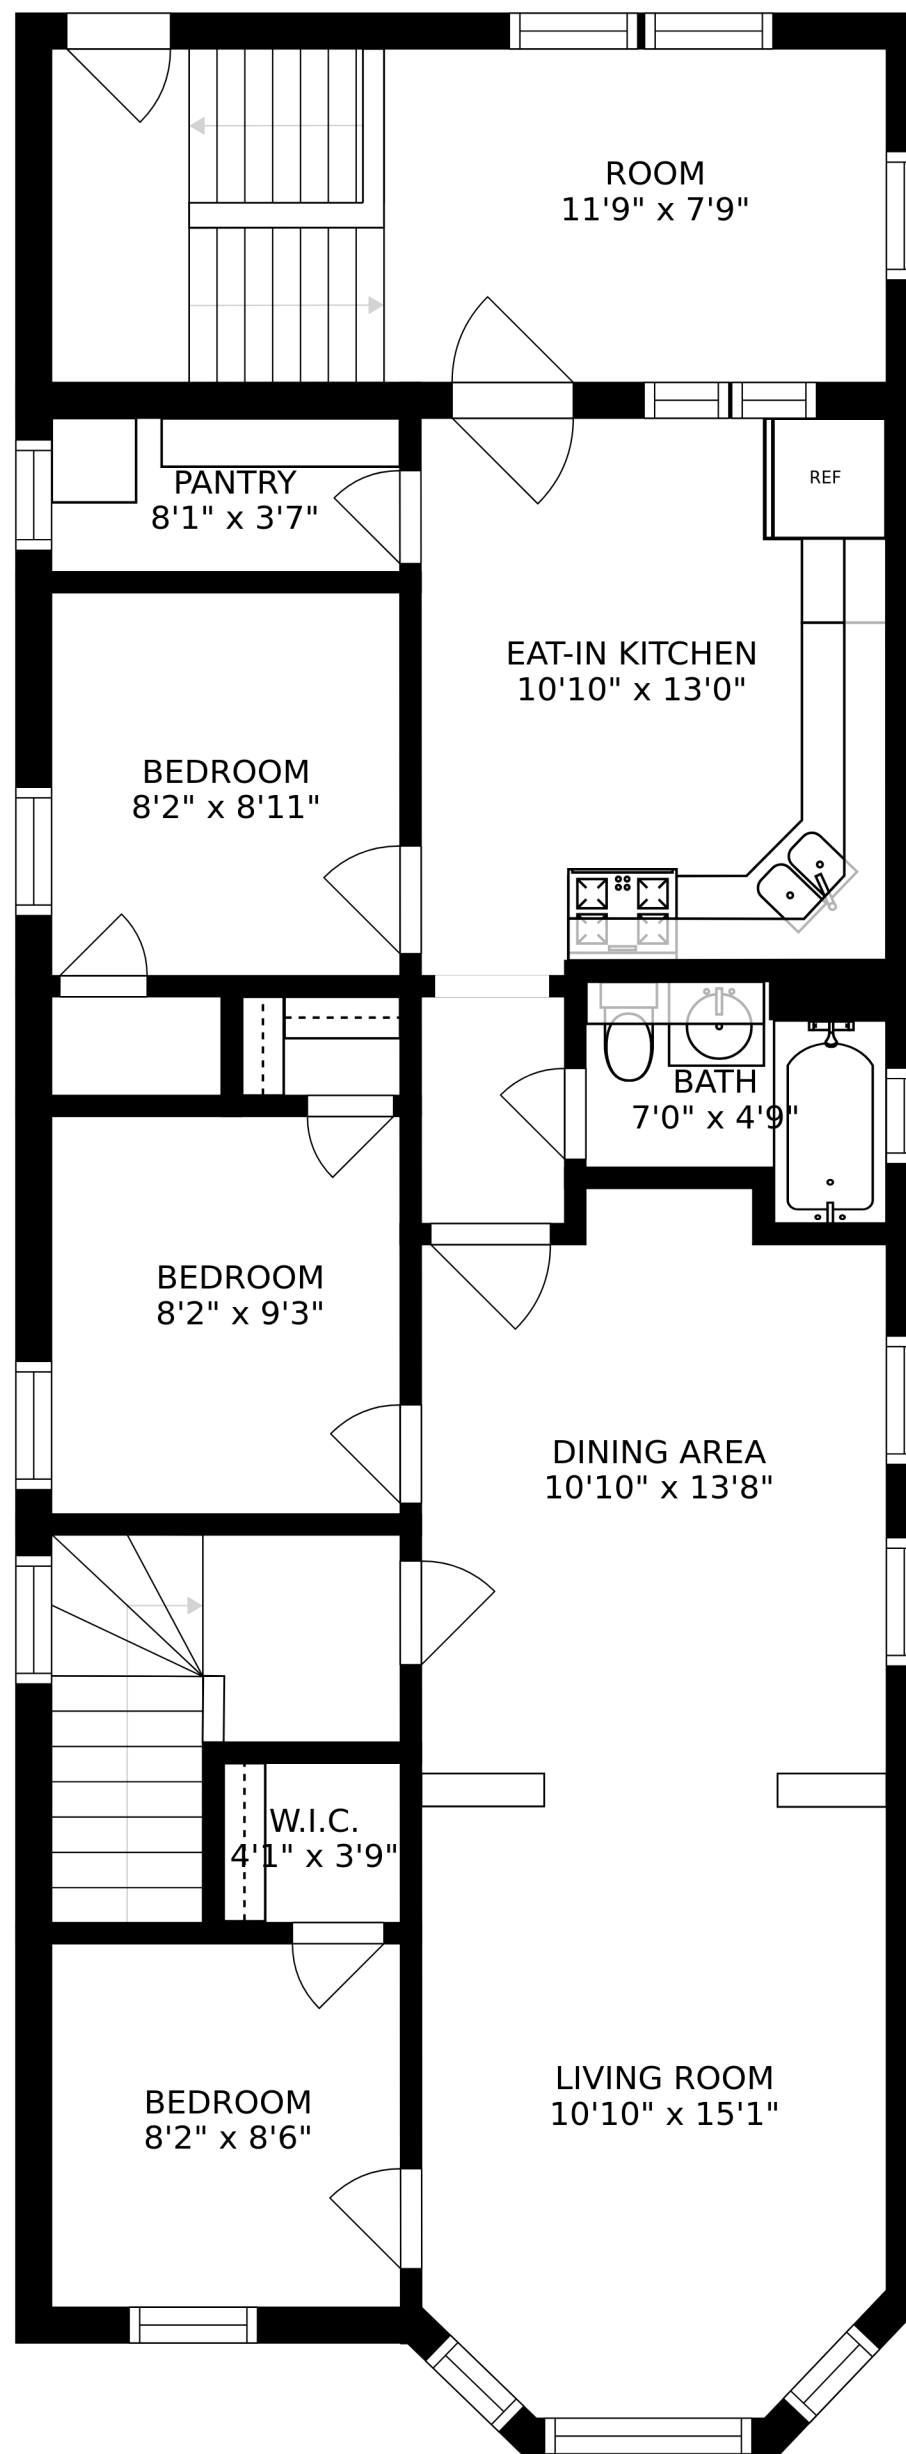 ROOM
11'9" x 7'9"
REF
PANTRY
8'1" x 3'7"
EAT-IN KITCHEN
10'10" x 13'0"
BEDROOM
8'2" x 8'11"
BATH
7'0" x 4'9"
BEDROOM
8'2" x 9'3"
DINING AREA
10'10" x 13'8"
W.I.C.
4'1" x 3'9"
LIVING ROOM
10'10" x 15'1"
BEDROOM
8'2" x 8'6"